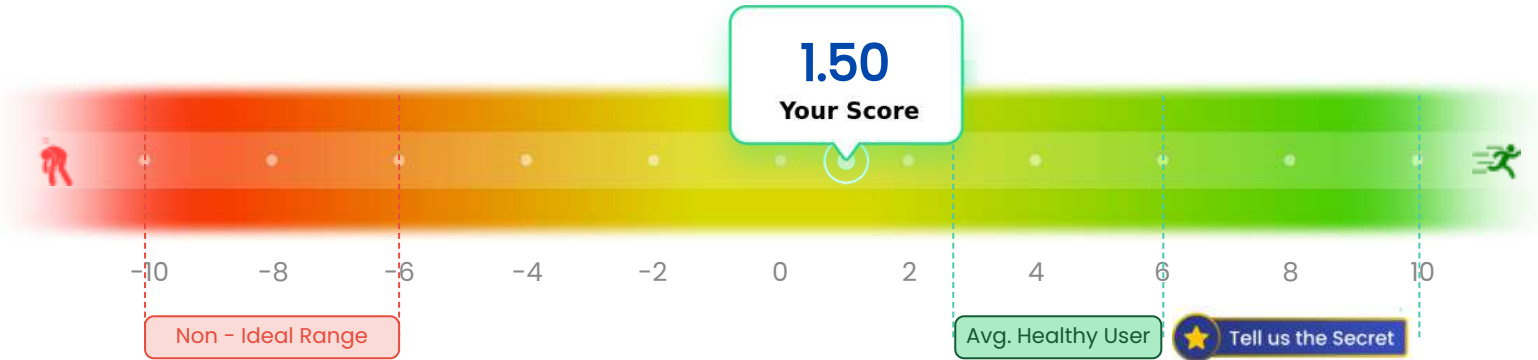 1.50
Your Score
−10 −8 −6 −4 −2 0 2 4 6 8 10
Non - Ideal Range Avg. Healthy User Tell us the Secret